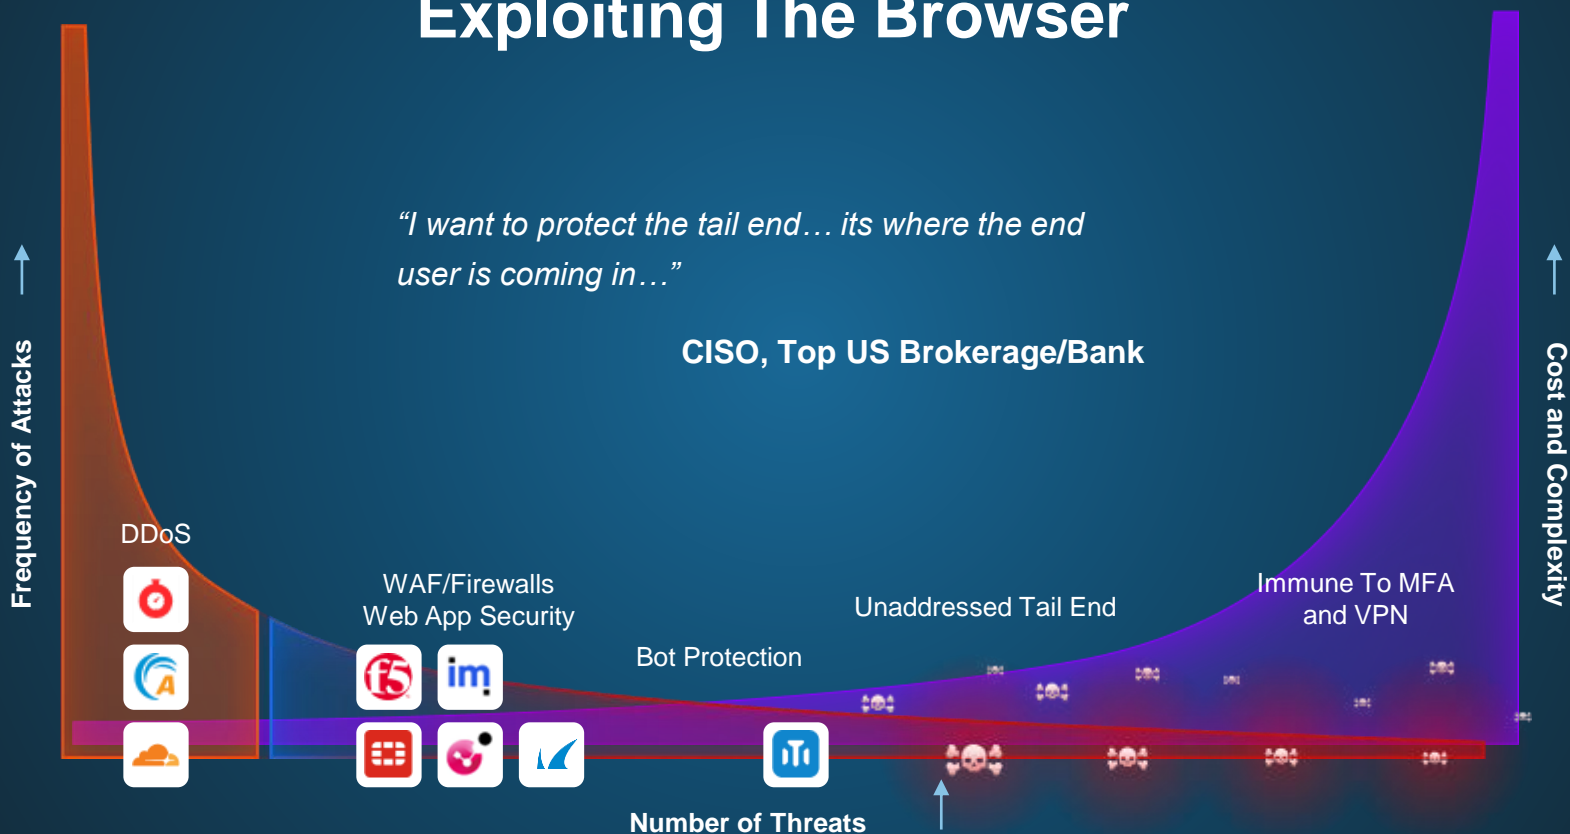 Exploiting The Browser
“I want to protect the tail end… its where the end
user is coming in…”
CISO, Top US Brokerage/Bank
Frequency of Attacks
Cost and Complexity
DDoS
WAF/Firewalls
Web App Security
f5
im
Bot Protection
Unaddressed Tail End
Immune To MFA
and VPN
Number of Threats